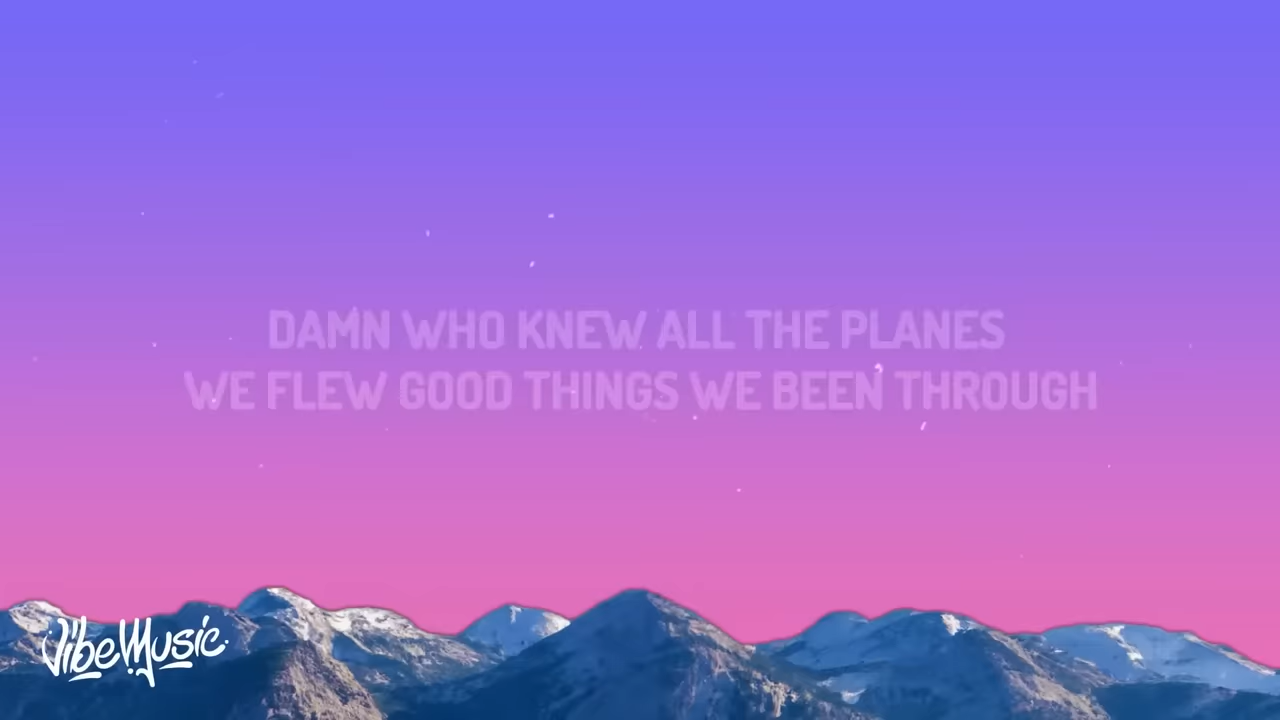 DAMN WHO KNEW ALL THE PLANES
WE FLEW GOOD THINGS WE BEEN THROUGH
VibeMusic